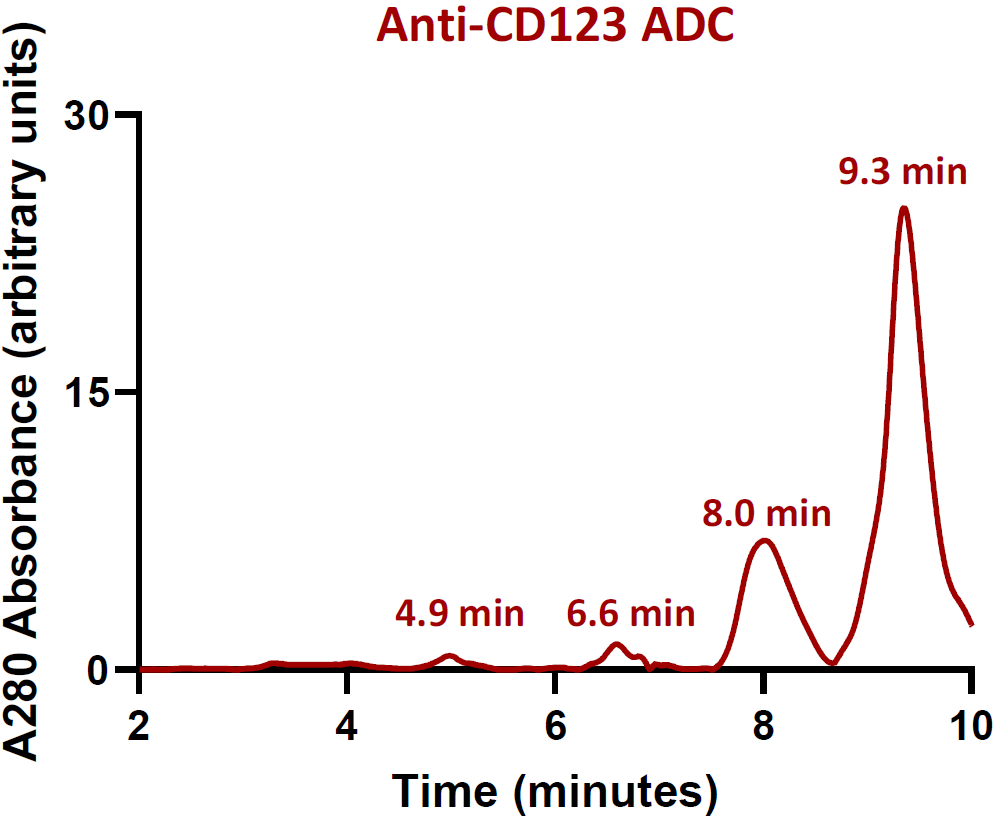 Anti-CD123 ADC
A280 Absorbance (arbitrary units)
30
15
0
9.3 min
8.0 min
4.9 min
6.6 min
2
4
6
8
10
Time (minutes)